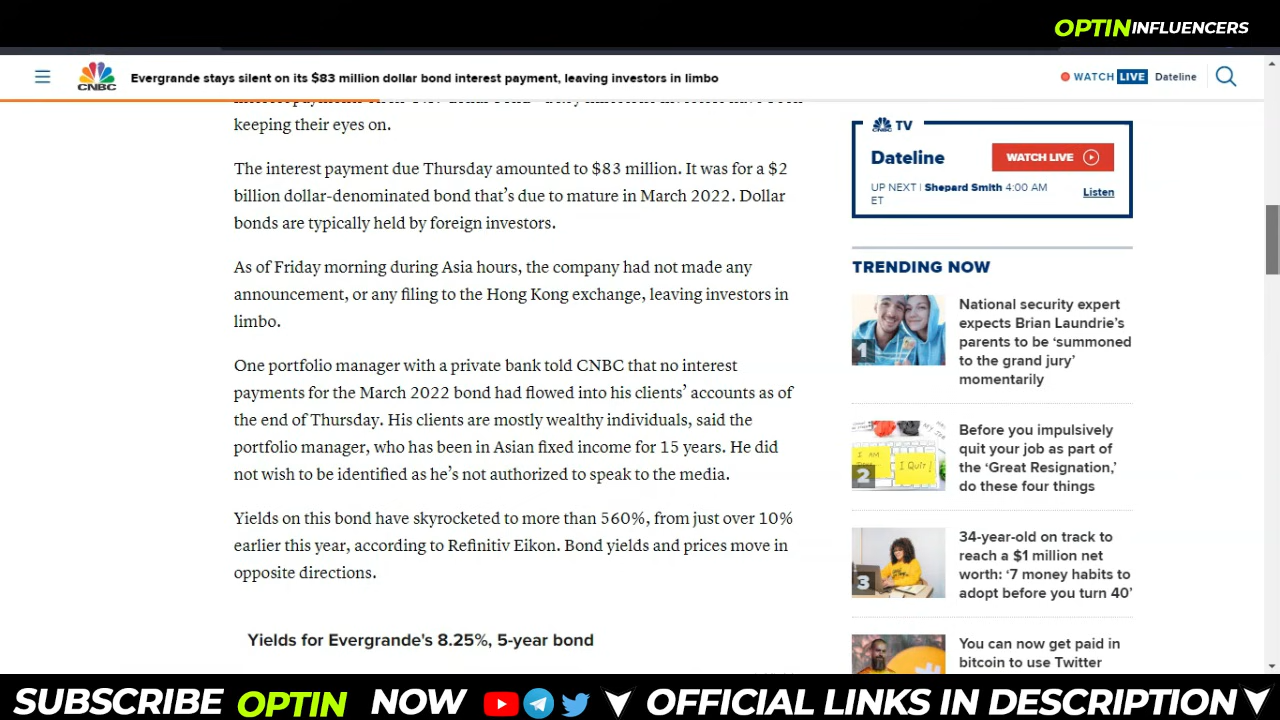 OPTIN INFLUENCERS
CNBC
Evergrande stays silent on its $83 million dollar bond interest payment, leaving investors in limbo
WATCH LIVE Dateline
keeping their eyes on.
The interest payment due Thursday amounted to $83 million. It was for a $2
billion dollar-denominated bond that's due to mature in March 2022. Dollar
bonds are typically held by foreign investors.
As of Friday morning during Asia hours, the company had not made any
announcement, or any filing to the Hong Kong exchange, leaving investors in
limbo.
One portfolio manager with a private bank told CNBC that no interest
payments for the March 2022 bond had flowed into his clients' accounts as of
the end of Thursday. His clients are mostly wealthy individuals, said the
portfolio manager, who has been in Asian fixed income for 15 years. He did
not wish to be identified as he's not authorized to speak to the media.
Yields on this bond have skyrocketed to more than 560%, from just over 10%
earlier this year, according to Refinitiv Eikon. Bond yields and prices move in
opposite directions.
Yields for Evergrande's 8.25%, 5-year bond
CNBC TV
Dateline
WATCH LIVE
UP NEXT | Shepard Smith 4:00 AM
ET
Listen
TRENDING NOW
1
National security expert
expects Brian Laundrie's
parents to be 'summoned
to the grand jury'
momentarily
I Quit!
2
Before you impulsively
quit your job as part of
the 'Great Resignation,'
do these four things
3
34-year-old on track to
reach a $1 million net
worth: '7 money habits to
adopt before you turn 40'
You can now get paid in
bitcoin to use Twitter
SUBSCRIBE OPTIN NOW OFFICIAL LINKS IN DESCRIPTION